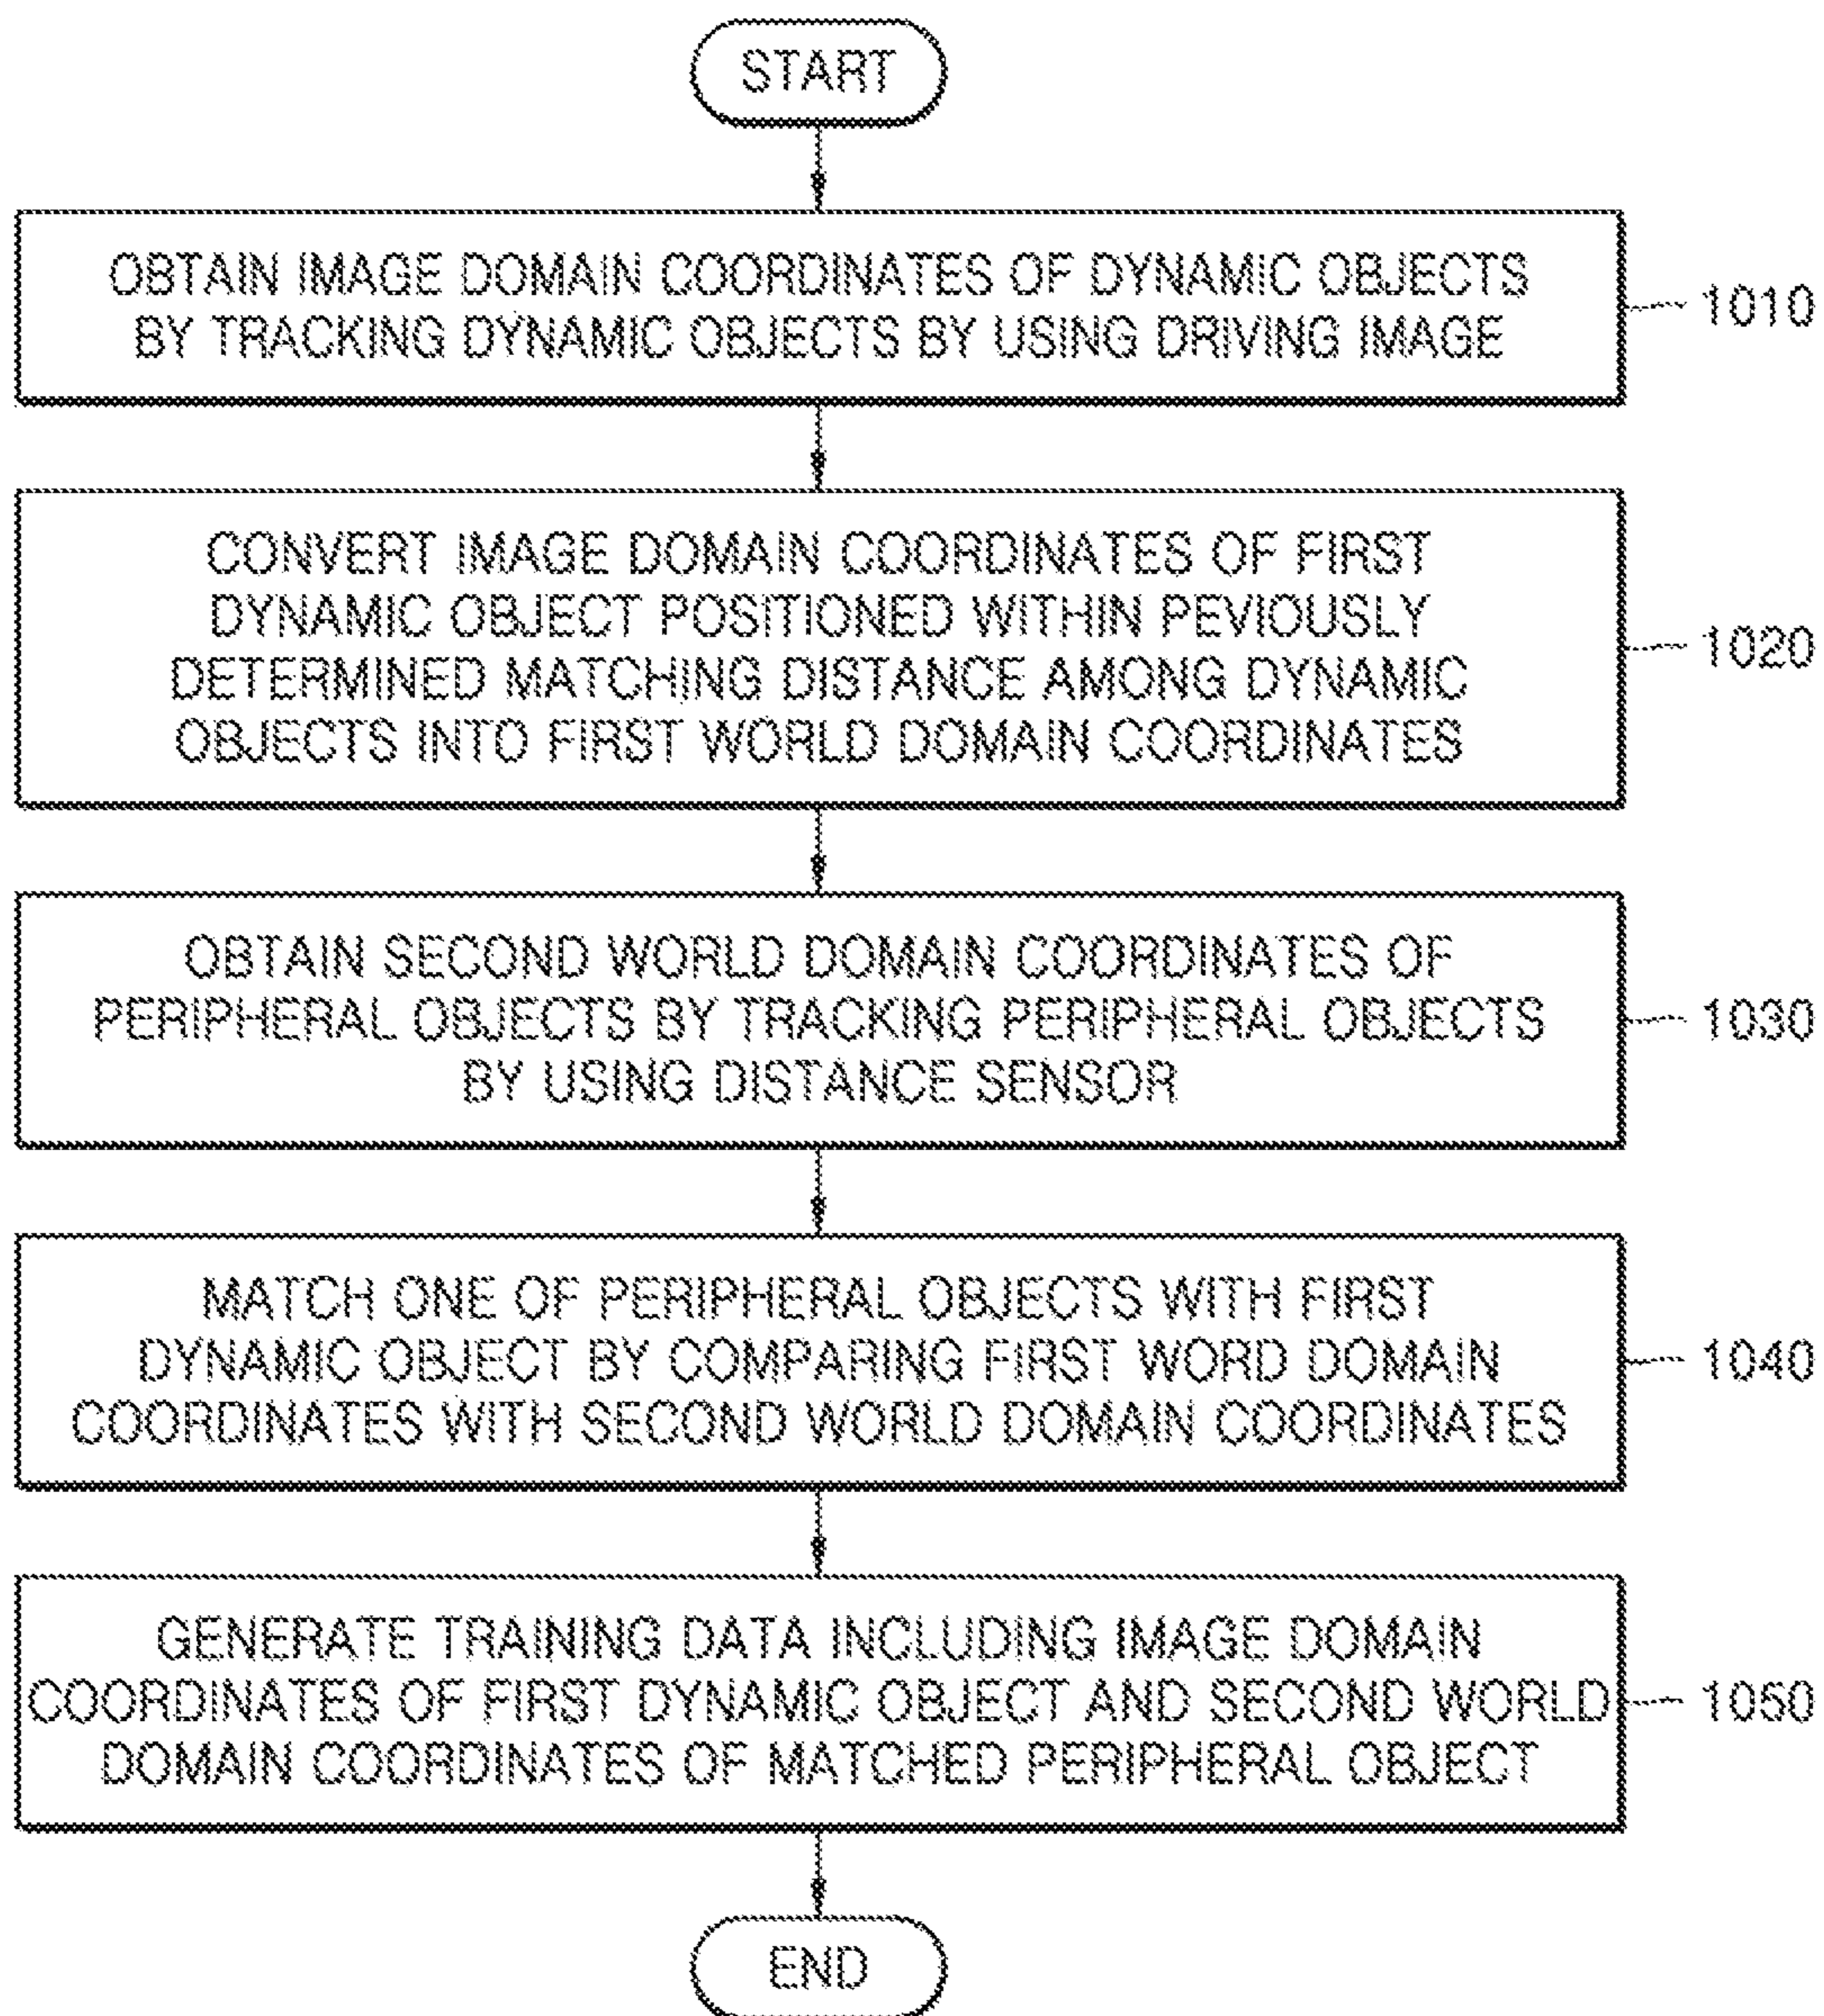 START
OBTAIN IMAGE DOMAIN COORDINATES OF DYNAMIC OBJECTS
BY TRACKING DYNAMIC OBJECTS BY USING DRIVING IMAGE
1010
CONVERT IMAGE DOMAIN COORDINATES OF FIRST
DYNAMIC OBJECT POSITIONED WITHIN PEVIOUSLY
DETERMINED MATCHING DISTANCE AMONG DYNAMIC
OBJECTS INTO FIRST WORLD DOMAIN COORDINATES
1020
OBTAIN SECOND WORLD DOMAIN COORDINATES OF
PERIPHERAL OBJECTS BY TRACKING PERIPHERAL OBJECTS
BY USING DISTANCE SENSOR
1030
MATCH ONE OF PERIPHERAL OBJECTS WITH FIRST
DYNAMIC OBJECT BY COMPARING FIRST WORD DOMAIN
COORDINATES WITH SECOND WORLD DOMAIN COORDINATES
1040
GENERATE TRAINING DATA INCLUDING IMAGE DOMAIN
COORDINATES OF FIRST DYNAMIC OBJECT AND SECOND WORLD
DOMAIN COORDINATES OF MATCHED PERIPHERAL OBJECT
1050
END